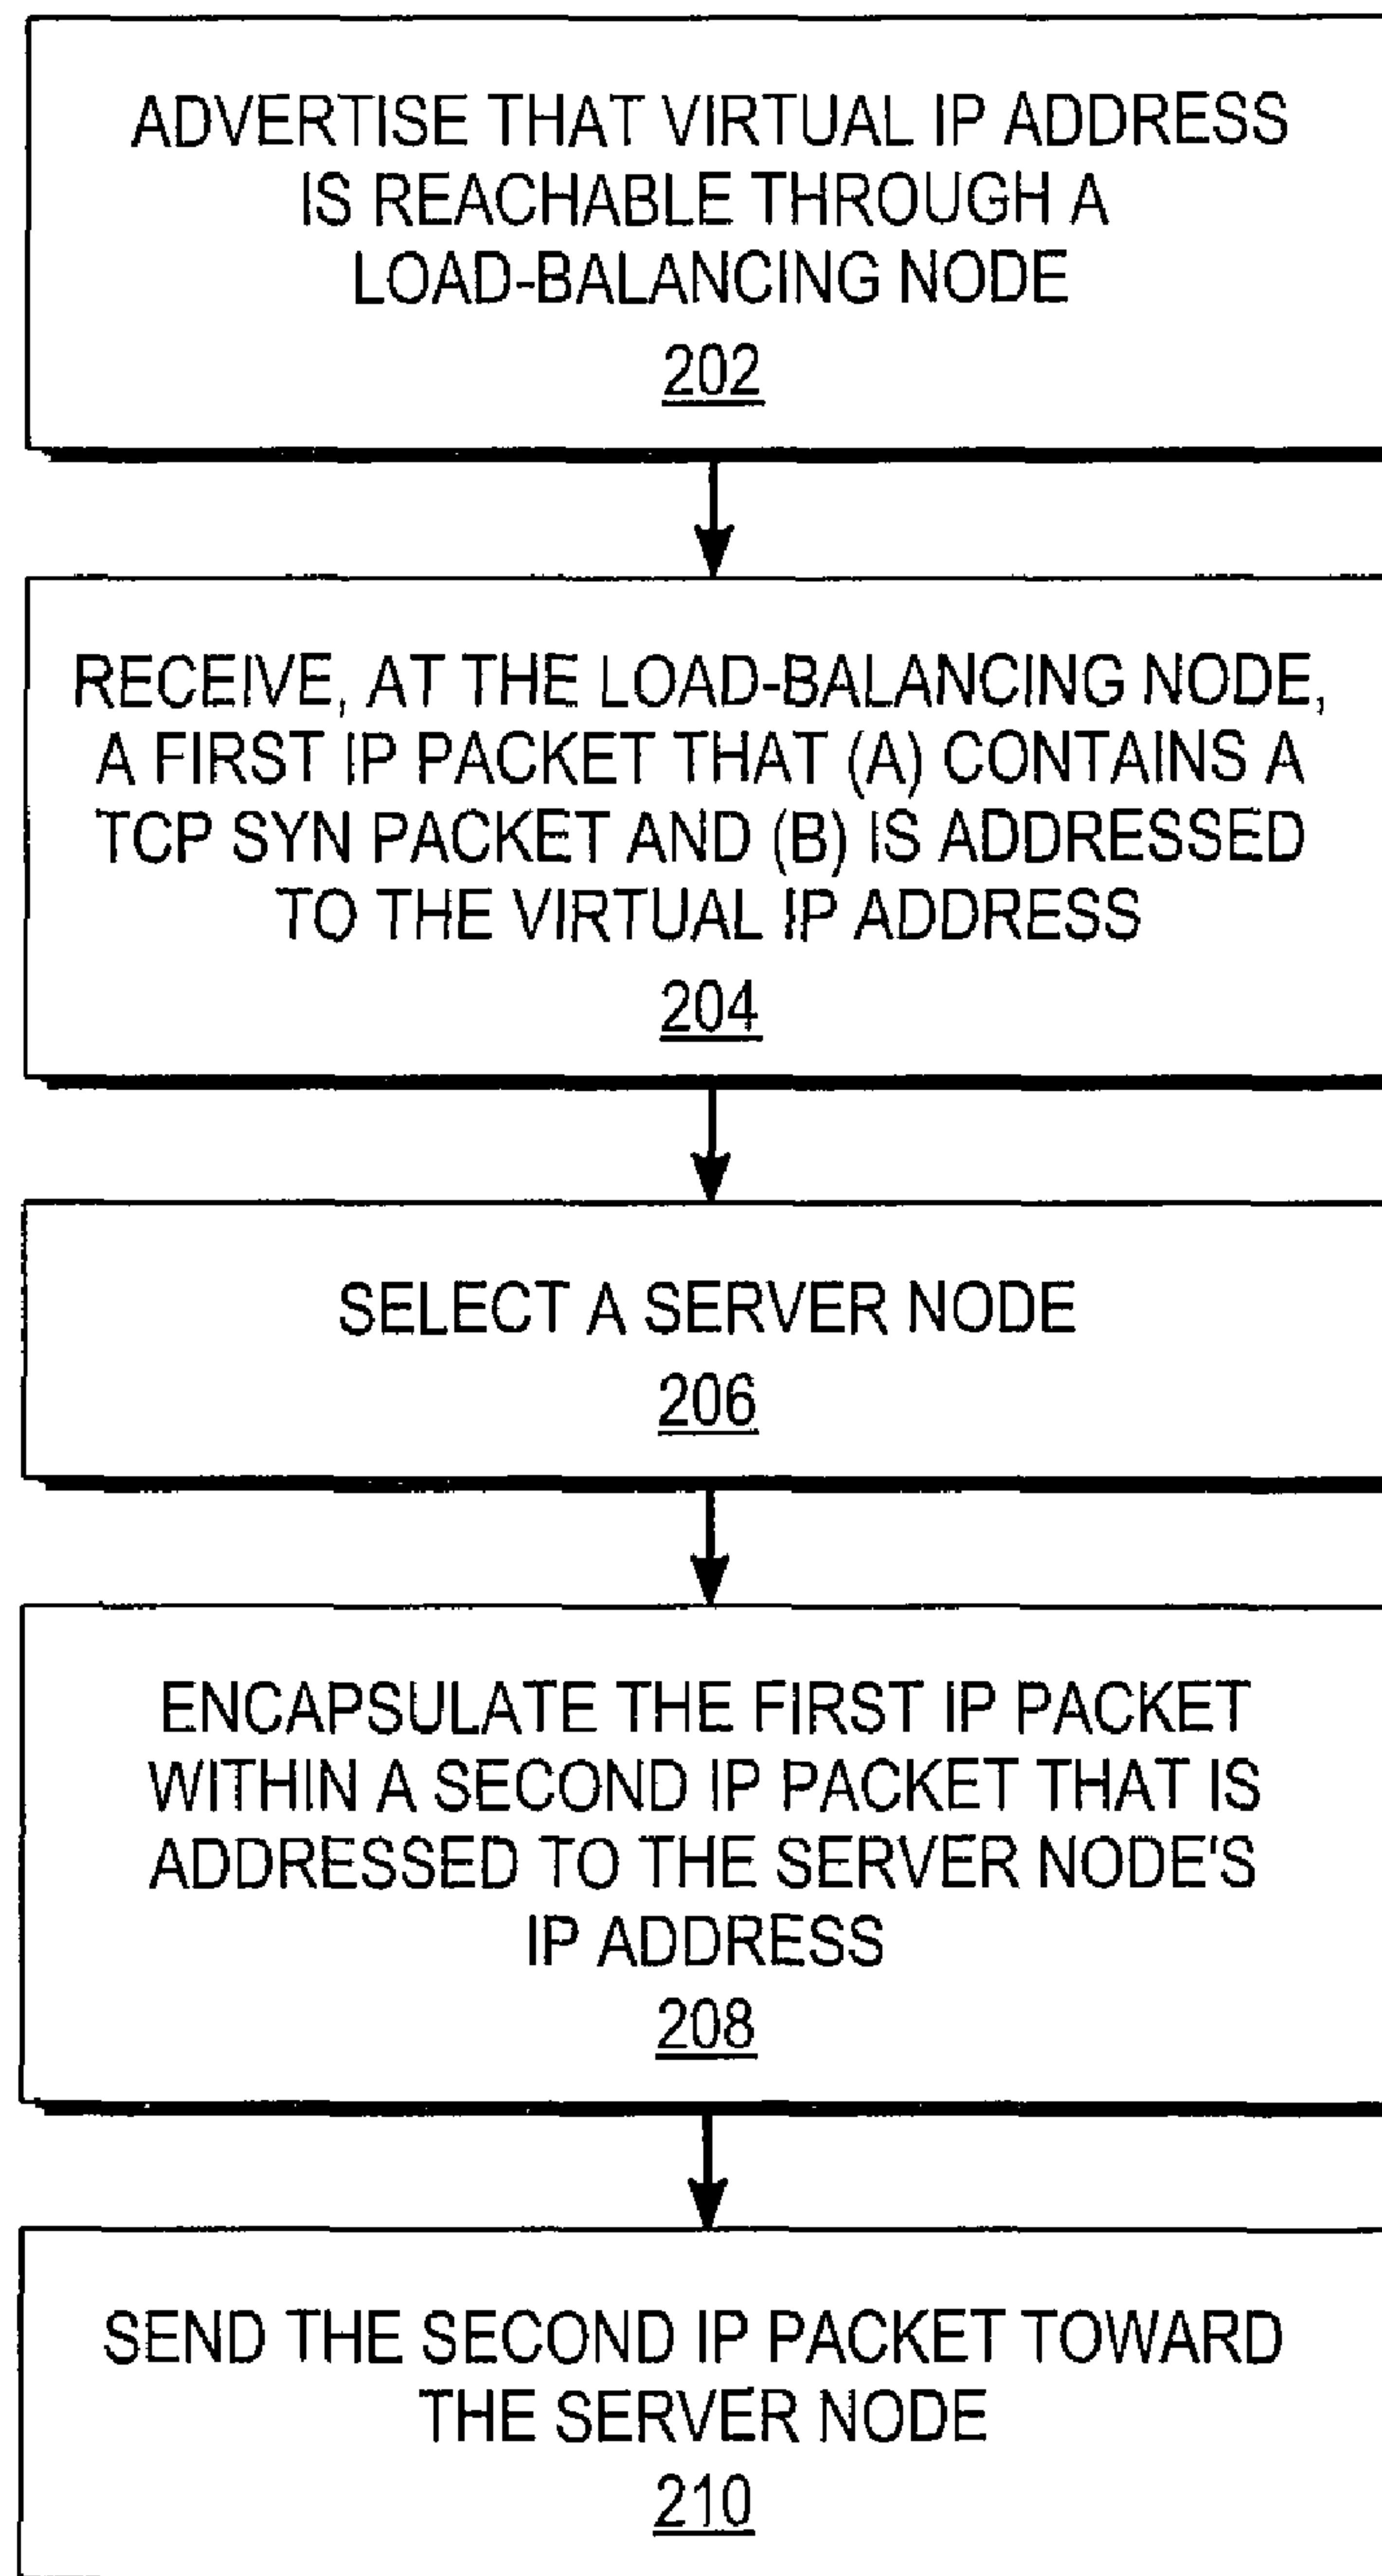 ADVERTISE THAT VIRTUAL IP ADDRESS
IS REACHABLE THROUGH A
LOAD-BALANCING NODE
202
RECEIVE, AT THE LOAD-BALANCING NODE,
A FIRST IP PACKET THAT (A) CONTAINS A
TCP SYN PACKET AND (B) IS ADDRESSED
TO THE VIRTUAL IP ADDRESS
204
SELECT A SERVER NODE
206
ENCAPSULATE THE FIRST IP PACKET
WITHIN A SECOND IP PACKET THAT IS
ADDRESSED TO THE SERVER NODE'S
IP ADDRESS
208
SEND THE SECOND IP PACKET TOWARD
THE SERVER NODE
210